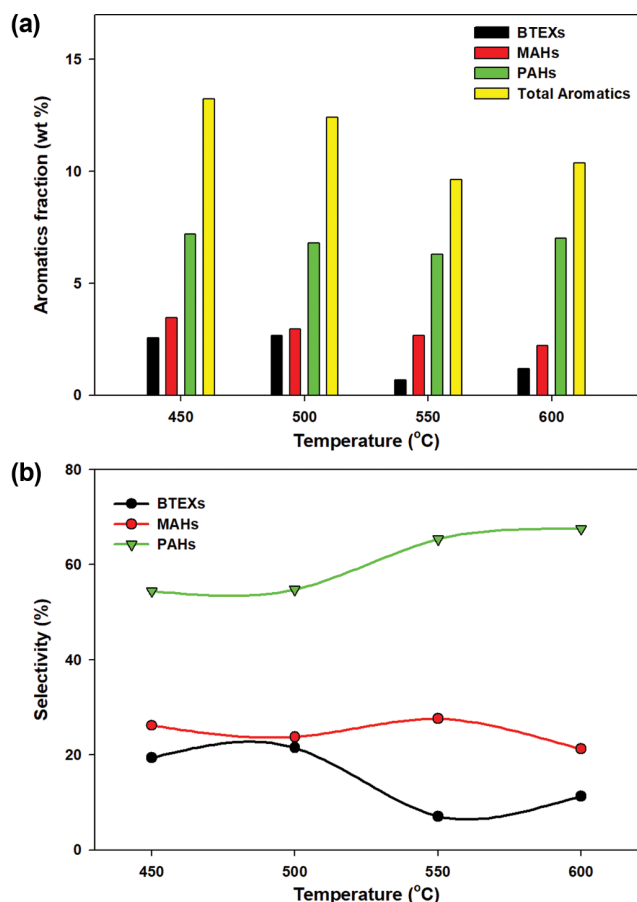 (a)
BTEXs
MAHs
PAHs
Total Aromatics
Aromatics fraction (wt %)
15
10
5
0
450 500 550 600
Temperature (°C)
(b)
BTEXs
MAHs
PAHs
Selectivity (%)
80
60
40
20
0
450 500 550 600
Temperature (°C)